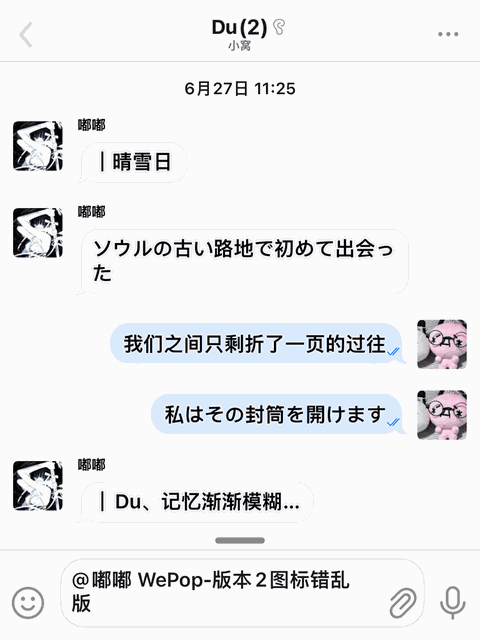 Du(2)
小窝
6月27日 11:25
嘟嘟
| 晴雪日
嘟嘟
ソウルの古い路地で初めて出会っ
た
我们之间只剩折了一页的过往
私はその封筒を開けます
嘟嘟
| Du、记忆渐渐模糊...
@嘟嘟 WePop-版本2图标错乱
版